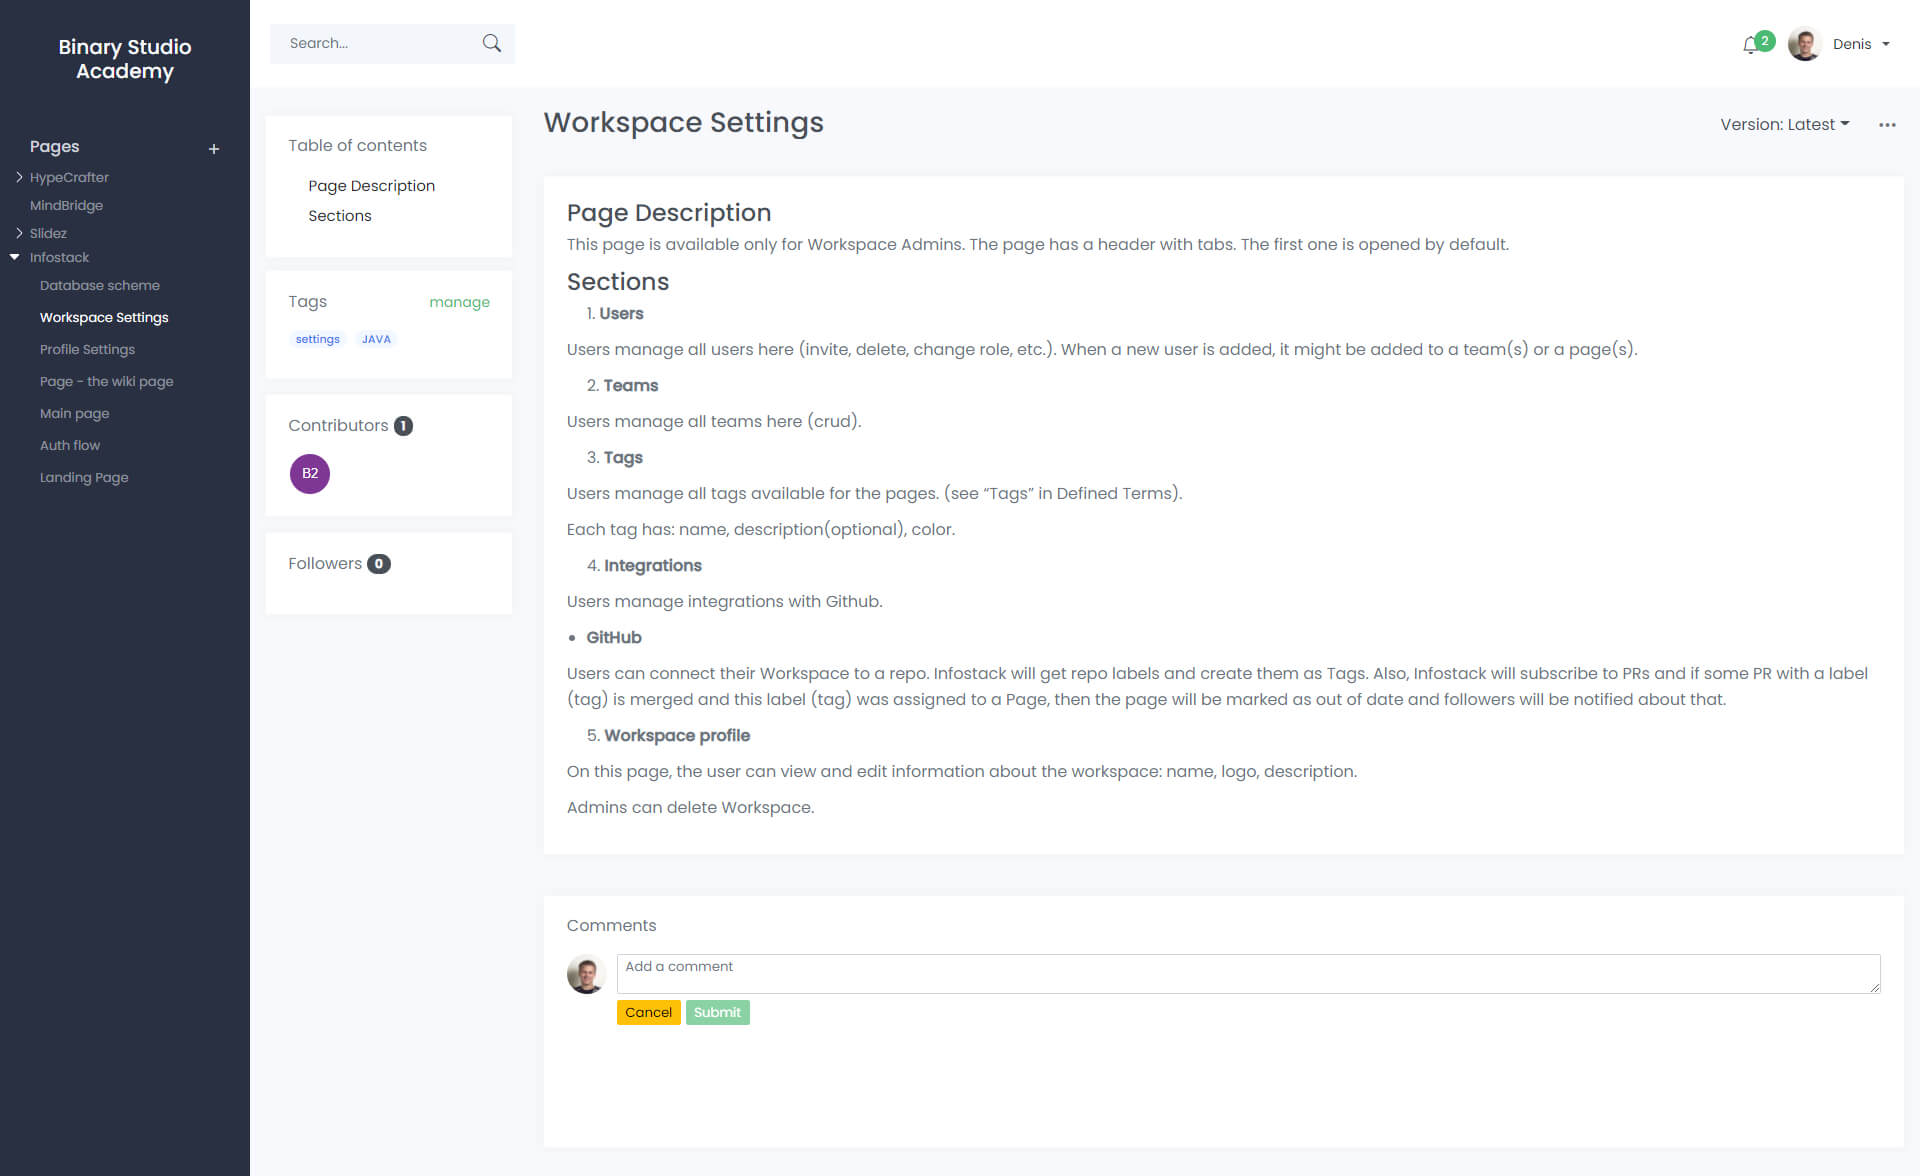 Binary Studio
Academy
Pages
+
HypeCrafter
MindBridge
Slidez
Infostack
Database scheme
Workspace Settings
Profile Settings
Page - the wiki page
Main page
Auth flow
Landing Page
Search...
2
Denis
Table of contents
Page Description
Sections
Tags
manage
settings JAVA
Contributors 1
B2
Followers 0
Workspace Settings
Version: Latest
Page Description
This page is available only for Workspace Admins. The page has a header with tabs. The first one is opened by default.
Sections
1. Users
Users manage all users here (invite, delete, change role, etc.). When a new user is added, it might be added to a team(s) or a page(s).
2. Teams
Users manage all teams here (crud).
3. Tags
Users manage all tags available for the pages. (see “Tags” in Defined Terms).
Each tag has: name, description(optional), color.
4. Integrations
Users manage integrations with Github.
• GitHub
Users can connect their Workspace to a repo. Infostack will get repo labels and create them as Tags. Also, Infostack will subscribe to PRs and if some PR with a label
(tag) is merged and this label (tag) was assigned to a Page, then the page will be marked as out of date and followers will be notified about that.
5. Workspace profile
On this page, the user can view and edit information about the workspace: name, logo, description.
Admins can delete Workspace.
Comments
Add a comment
Cancel Submit